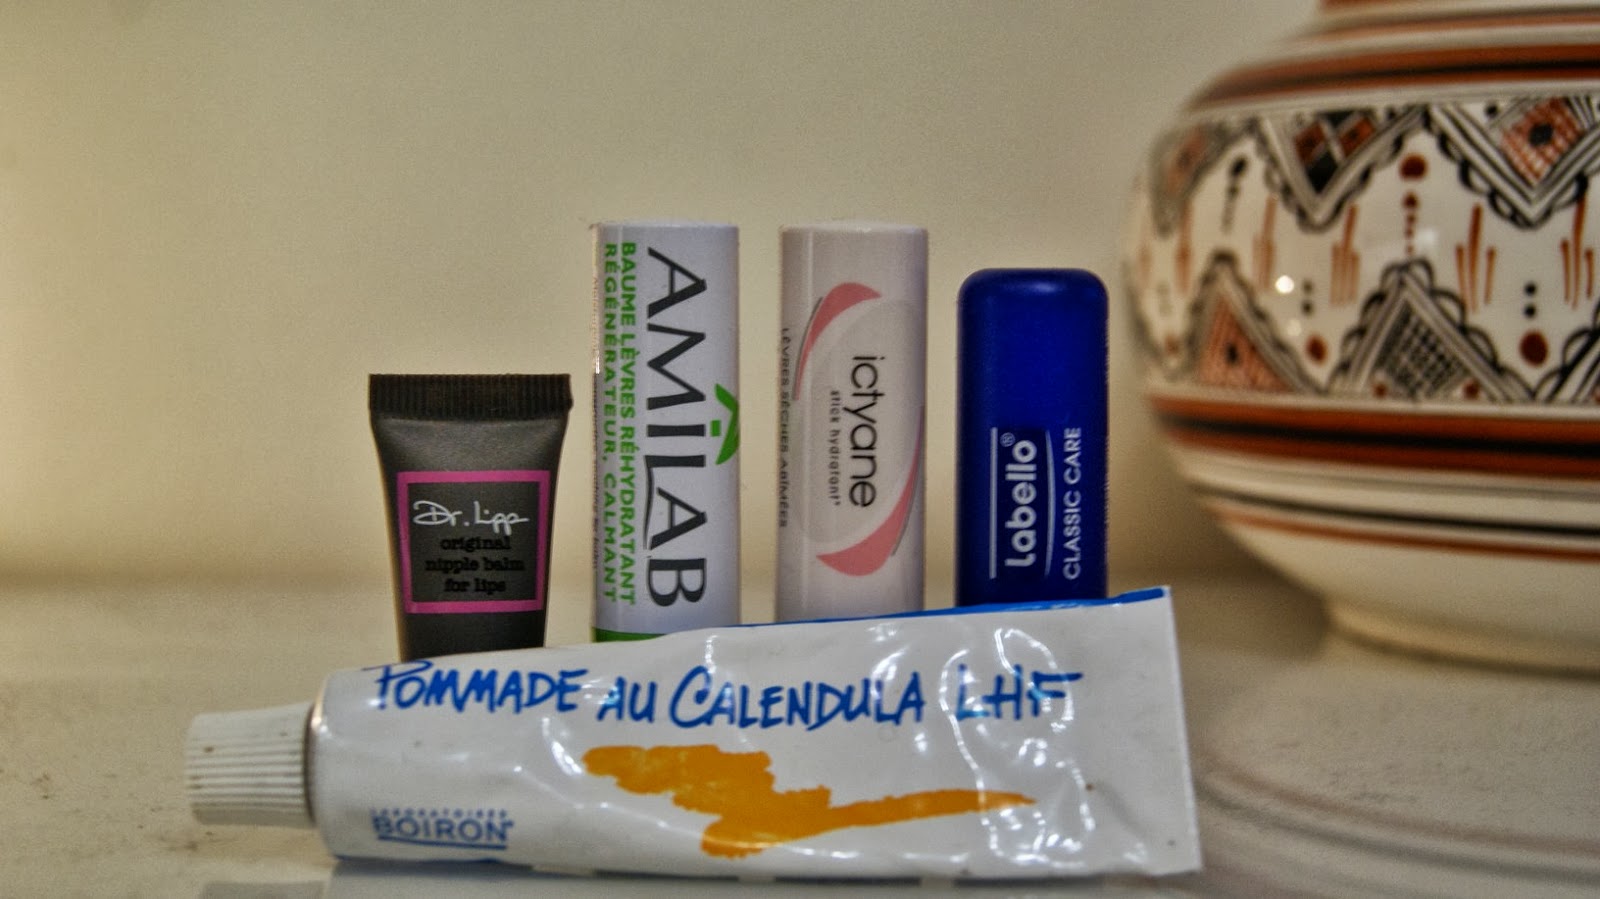 Dr. Lipp
original
nipple balm
for lips
AMILAB
BAUME LÈVRES RÉHYDRATANT
RÉGÉNÉRATEUR, CALMANT
ictyane
stick hydratant
LÈVRES SÈCHES ABÎMÉES
Labello®
CLASSIC CARE
POMMADE AU CALENDULA LHF
LABORATOIRES
BOIRON®